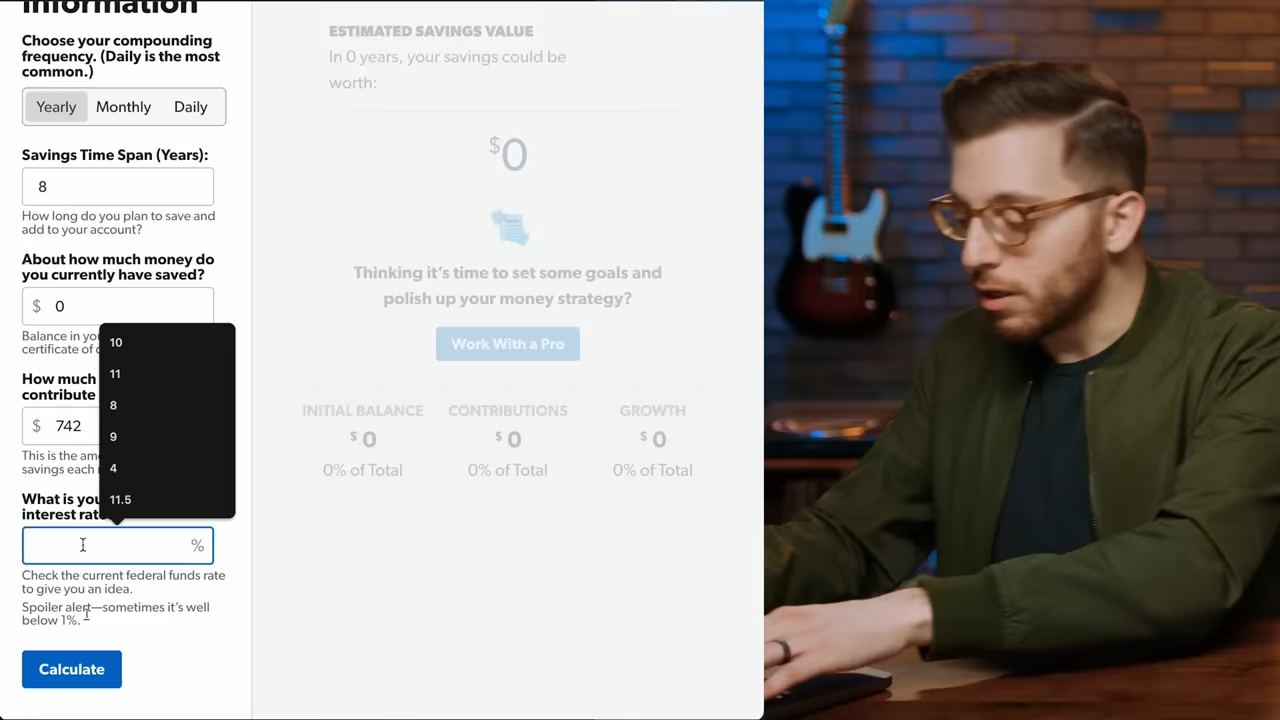 Information
Choose your compounding
frequency. (Daily is the most
common.)
Yearly Monthly Daily
Savings Time Span (Years):
8
How long do you plan to save and
add to your account?
About how much money do
you currently have saved?
$ 0
Balance in you
certificate of d
How much
contribute
$ 742
This is the am
savings each
What is you
interest rate
%
Check the current federal funds rate
to give you an idea.
Spoiler alert—sometimes it's well
below 1%.
Calculate
10
11
8
9
4
11.5
ESTIMATED SAVINGS VALUE
In 0 years, your savings could be
worth:
$0
Thinking it's time to set some goals and
polish up your money strategy?
Work With a Pro
INITIAL BALANCE CONTRIBUTIONS GROWTH
$ 0 $ 0 $ 0
0% of Total 0% of Total 0% of Total